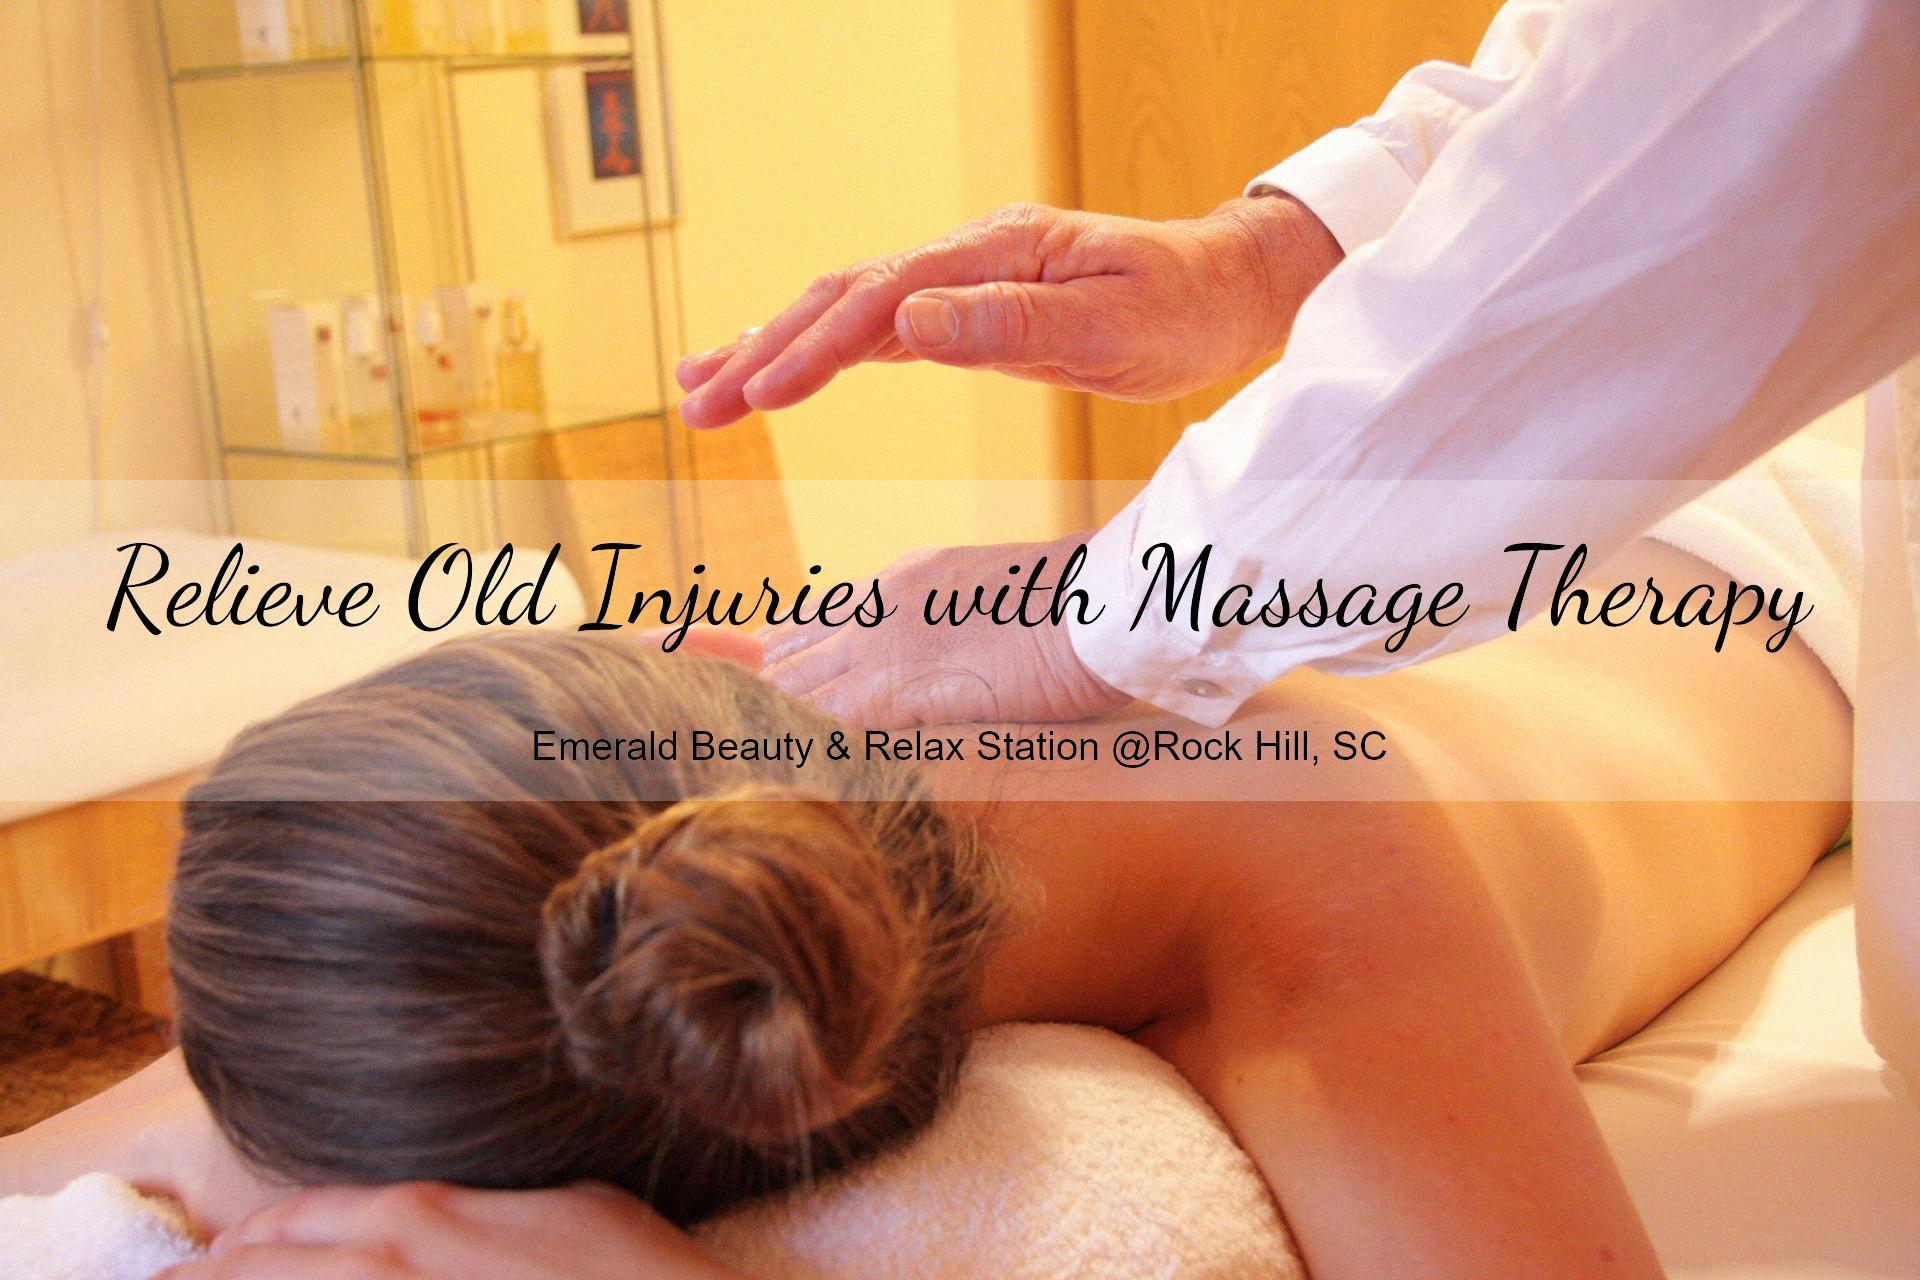 Relieve Old Injuries with Massage Therapy
Emerald Beauty & Relax Station @Rock Hill, SC